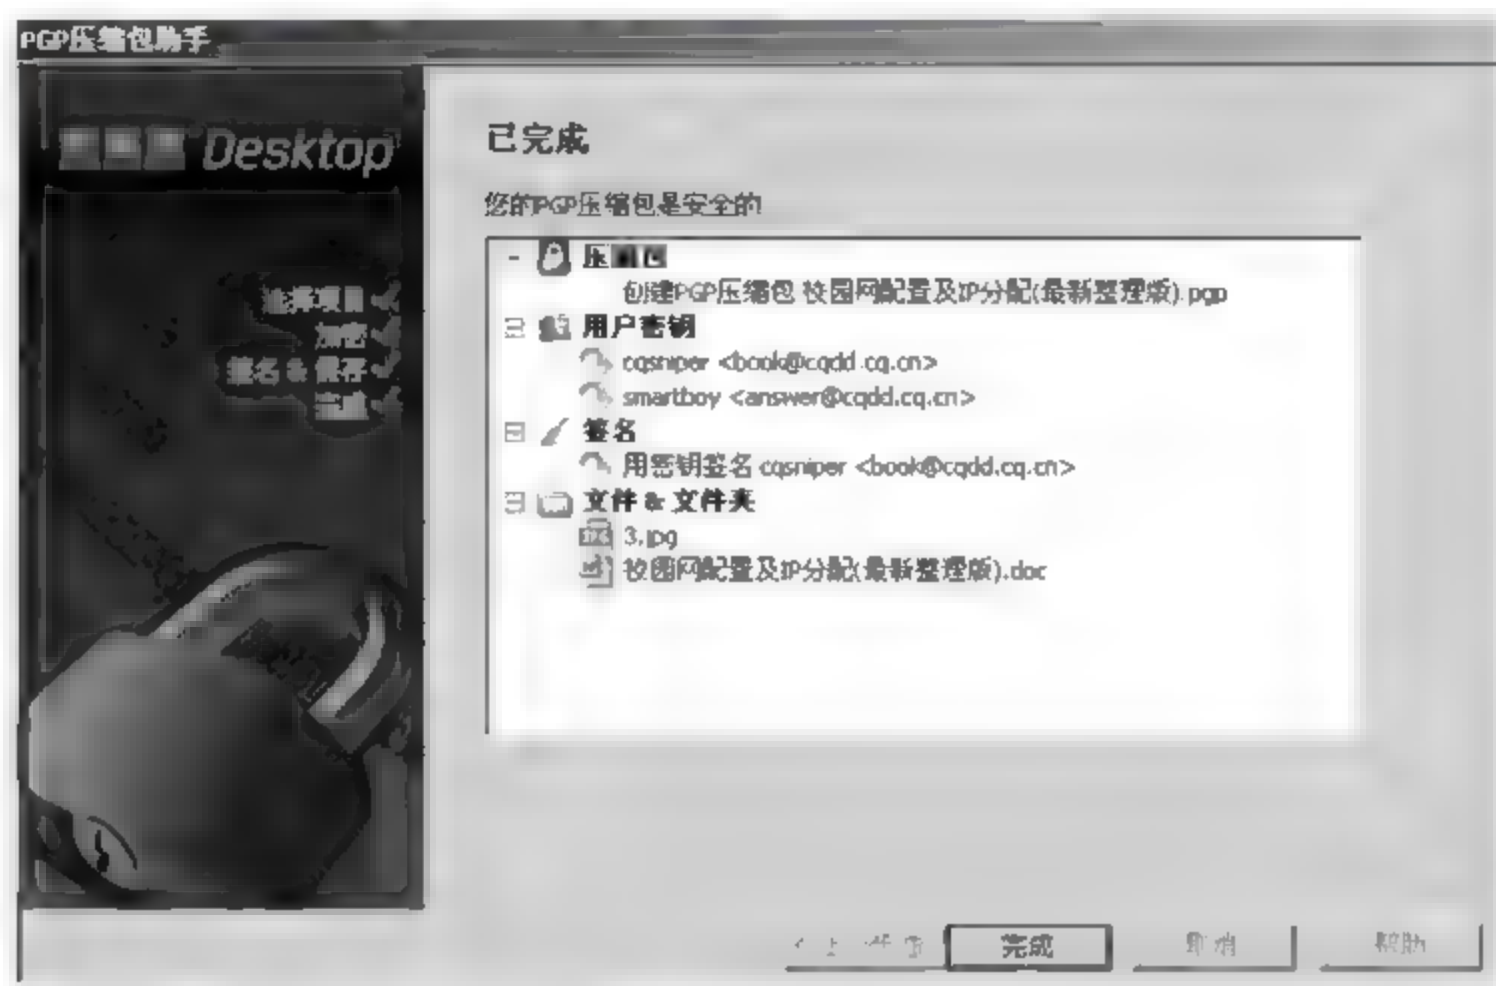 PGP压缩包助手
Desktop
选择项目
加密
签名 & 保存
已完成
您的PGP压缩包是安全的
压缩包
创建PGP压缩包 校园网配置及IP分配(最新整理版).pgp
用户密钥
cqsniper <book@cqdd.cq.cn>
smartboy <answer@cqdd.cq.cn>
签名
用密钥签名 cqsniper <book@cqdd.cq.cn>
文件 & 文件夹
3.jpg
校园网配置及IP分配(最新整理版).doc
完成
取消
帮助